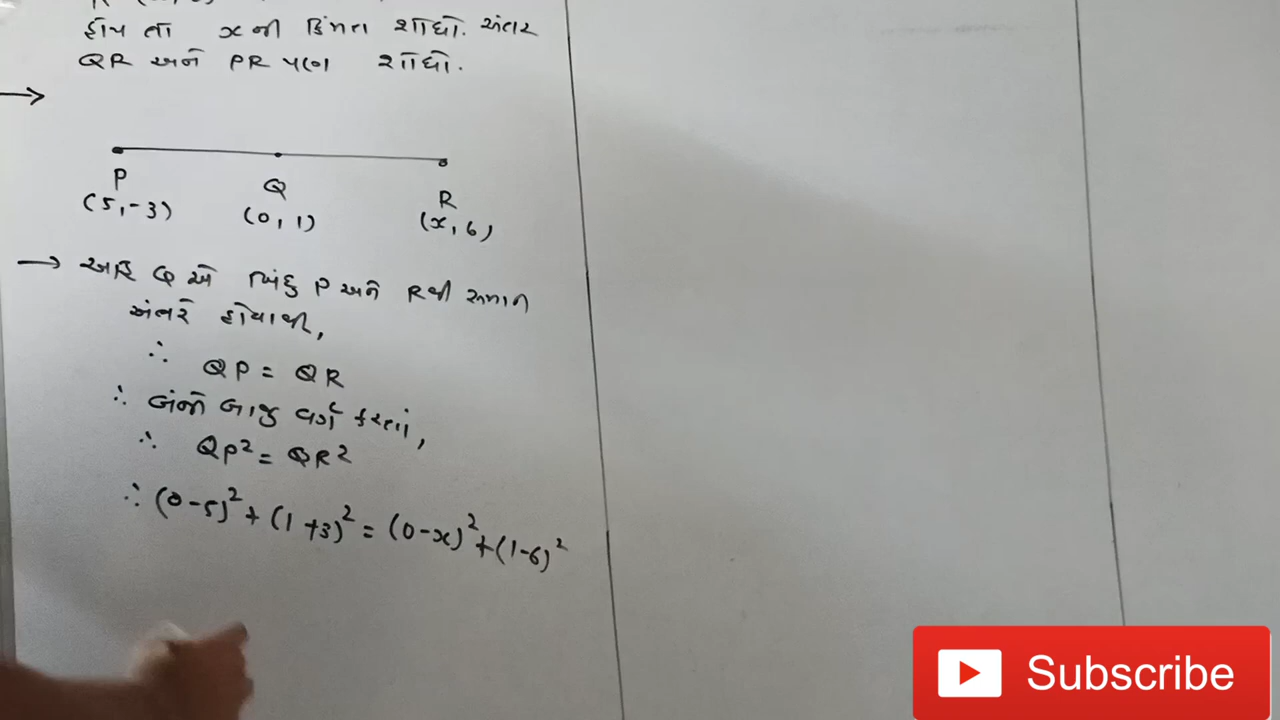 હોય તો x ની કિંમત શોધો. અંતર
QR અને PR પણ શોધો.
→
P Q R
(5,-3) (0,1) (x,6)
→ અહિં Q એ બિંદુ P અને R થી સમાન
અંતરે હોવાથી,
∴ QP = QR
∴ બંને બાજુ વર્ગ કરતાં,
∴ QP² = QR²
∴ (0-5)² + (1+3)² = (0-x)² + (1-6)²
Subscribe